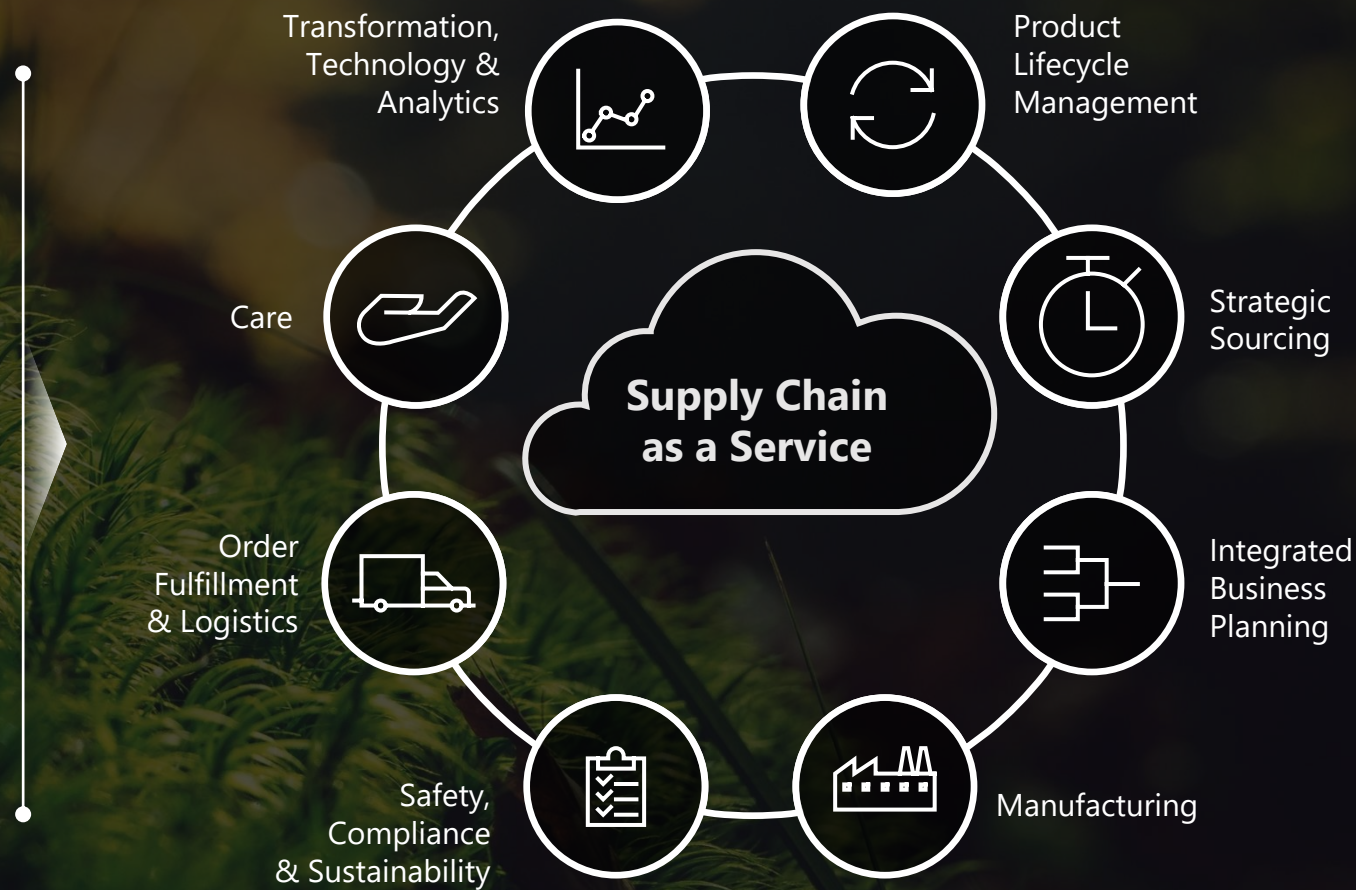 Transformation,
Technology &
Analytics
Product
Lifecycle
Management
Care
Strategic
Sourcing
Supply Chain
as a Service
Order
Fulfillment
& Logistics
Integrated
Business
Planning
Safety,
Compliance
& Sustainability
Manufacturing